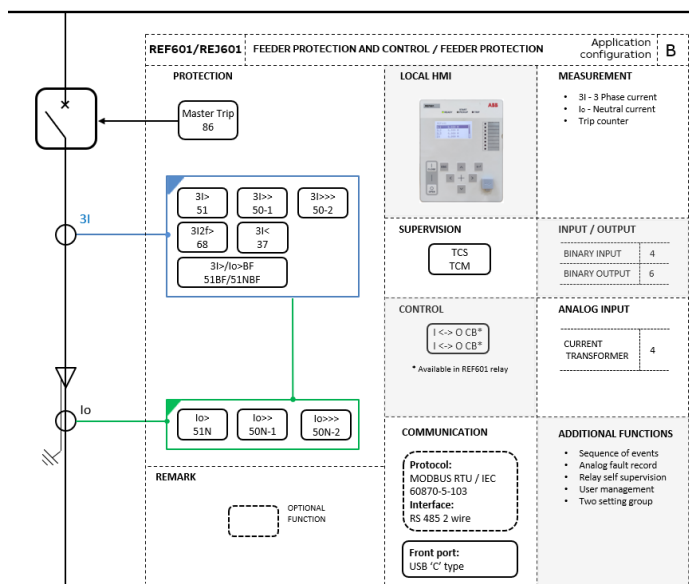 REF601/REJ601
FEEDER PROTECTION AND CONTROL / FEEDER PROTECTION
Application
configuration
B
PROTECTION
Master Trip
86
3I
3I>
51
3I>>
50-1
3I>>>
50-2
3I2f>
68
3I<
37
3I>/Io>BF
51BF/51NBF
Io
Io>
51N
Io>>
50N-1
Io>>>
50N-2
REMARK
OPTIONAL
FUNCTION
LOCAL HMI
ABB
SUPERVISION
TCS
TCM
CONTROL
I <-> O CB*
I <-> O CB*
* Available in REF601 relay
COMMUNICATION
Protocol:
MODBUS RTU / IEC
60870-5-103
Interface:
RS 485 2 wire
Front port:
USB 'C' type
MEASUREMENT
• 3I - 3 Phase current
• Io - Neutral current
• Trip counter
INPUT / OUTPUT
BINARY INPUT 4
BINARY OUTPUT 6
ANALOG INPUT
CURRENT
TRANSFORMER 4
ADDITIONAL FUNCTIONS
• Sequence of events
• Analog fault record
• Relay self supervision
• User management
• Two setting group